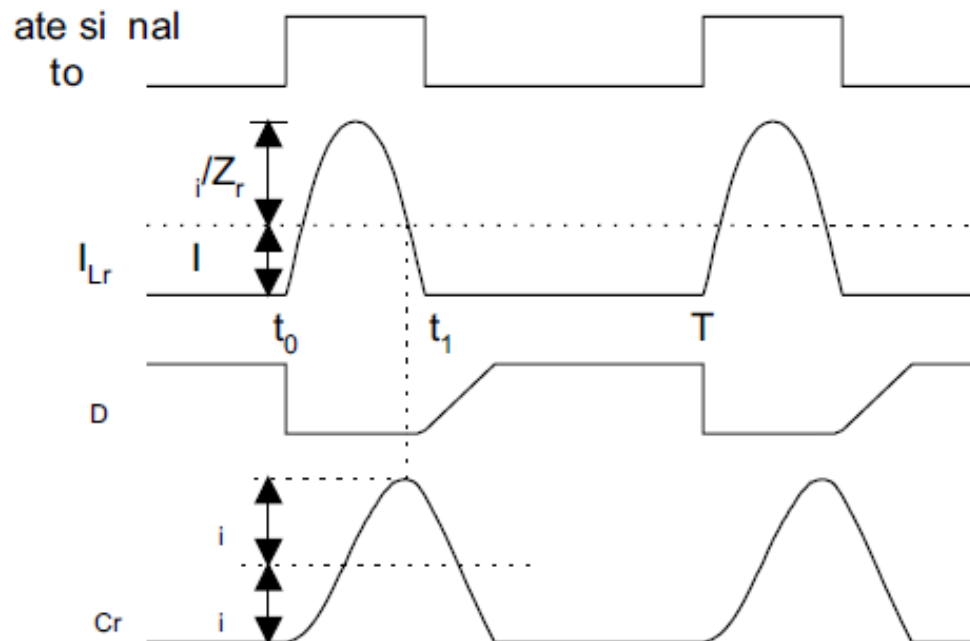 ate si nal
to
i/Zr
ILr I
t0 t1 T
D
i
Cr i